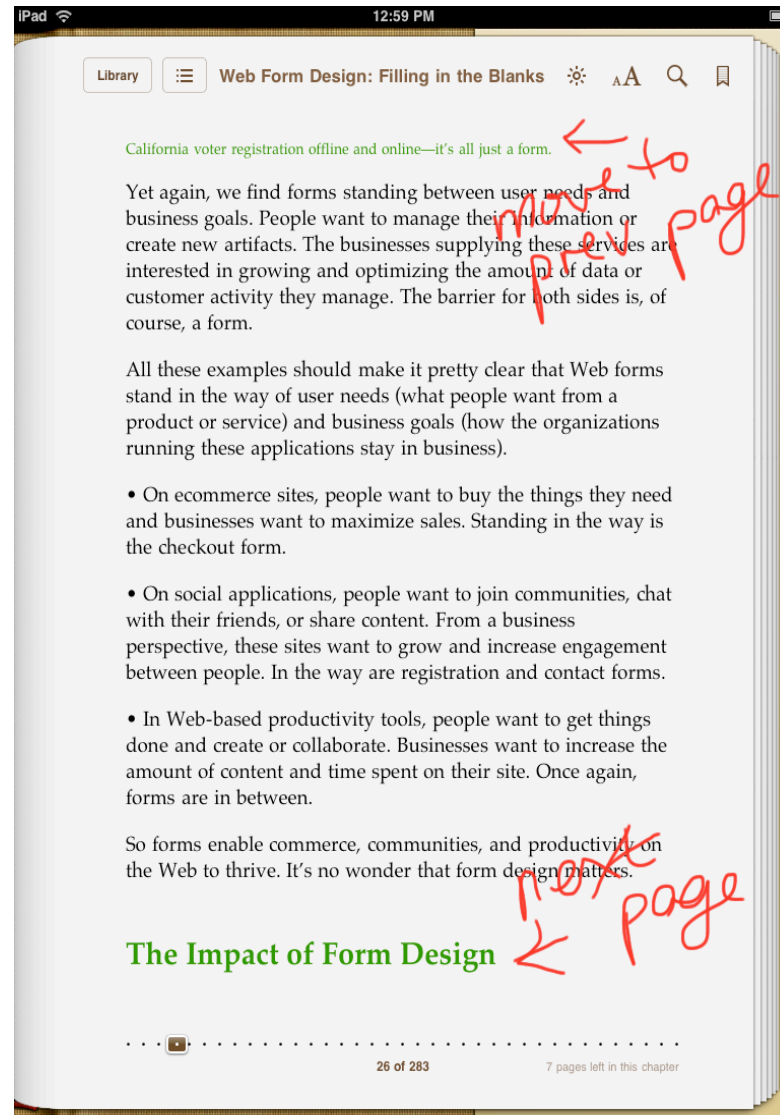 iPad 12:59 PM
Library Web Form Design: Filling in the Blanks AA
California voter registration offline and online—it's all just a form.
move to
prev page
Yet again, we find forms standing between user needs and
business goals. People want to manage their information or
create new artifacts. The businesses supplying these services are
interested in growing and optimizing the amount of data or
customer activity they manage. The barrier for both sides is, of
course, a form.
All these examples should make it pretty clear that Web forms
stand in the way of user needs (what people want from a
product or service) and business goals (how the organizations
running these applications stay in business).
• On ecommerce sites, people want to buy the things they need
and businesses want to maximize sales. Standing in the way is
the checkout form.
• On social applications, people want to join communities, chat
with their friends, or share content. From a business
perspective, these sites want to grow and increase engagement
between people. In the way are registration and contact forms.
• In Web-based productivity tools, people want to get things
done and create or collaborate. Businesses want to increase the
amount of content and time spent on their site. Once again,
forms are in between.
So forms enable commerce, communities, and productivity on
the Web to thrive. It's no wonder that form design matters.
next
page
The Impact of Form Design
26 of 283 7 pages left in this chapter